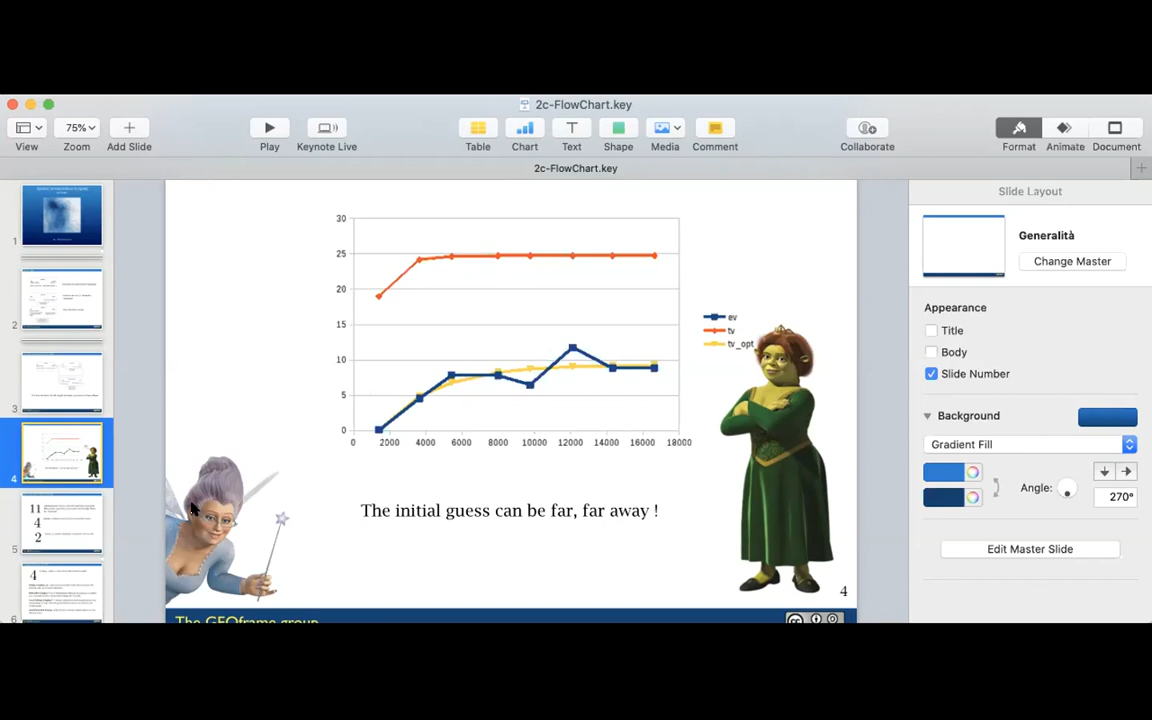 2c-FlowChart.key
75%
View
Zoom
Add Slide
Play
Keynote Live
Table
Chart
Text
Shape
Media
Comment
Collaborate
Format
Animate
Document
2c-FlowChart.key
1
2
3
4
5
11
4
2
6
4
30
25
20
15
10
5
0
0 2000 4000 6000 8000 10000 12000 14000 16000 18000
ev
tv
tv_opt
The initial guess can be far, far away !
4
The GEOframe group
Slide Layout
Generalità
Change Master
Appearance
Title
Body
Slide Number
Background
Gradient Fill
Angle:
270°
Edit Master Slide